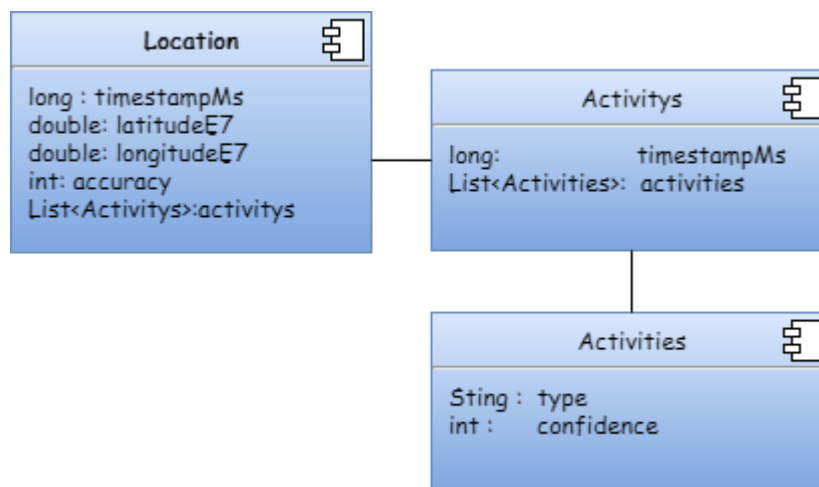 Location
long : timestampMs
double: latitudeE7
double: longitudeE7
int: accuracy
List<Activitys>:activitys
Activitys
long: timestampMs
List<Activities>: activities
Activities
Sting : type
int : confidence